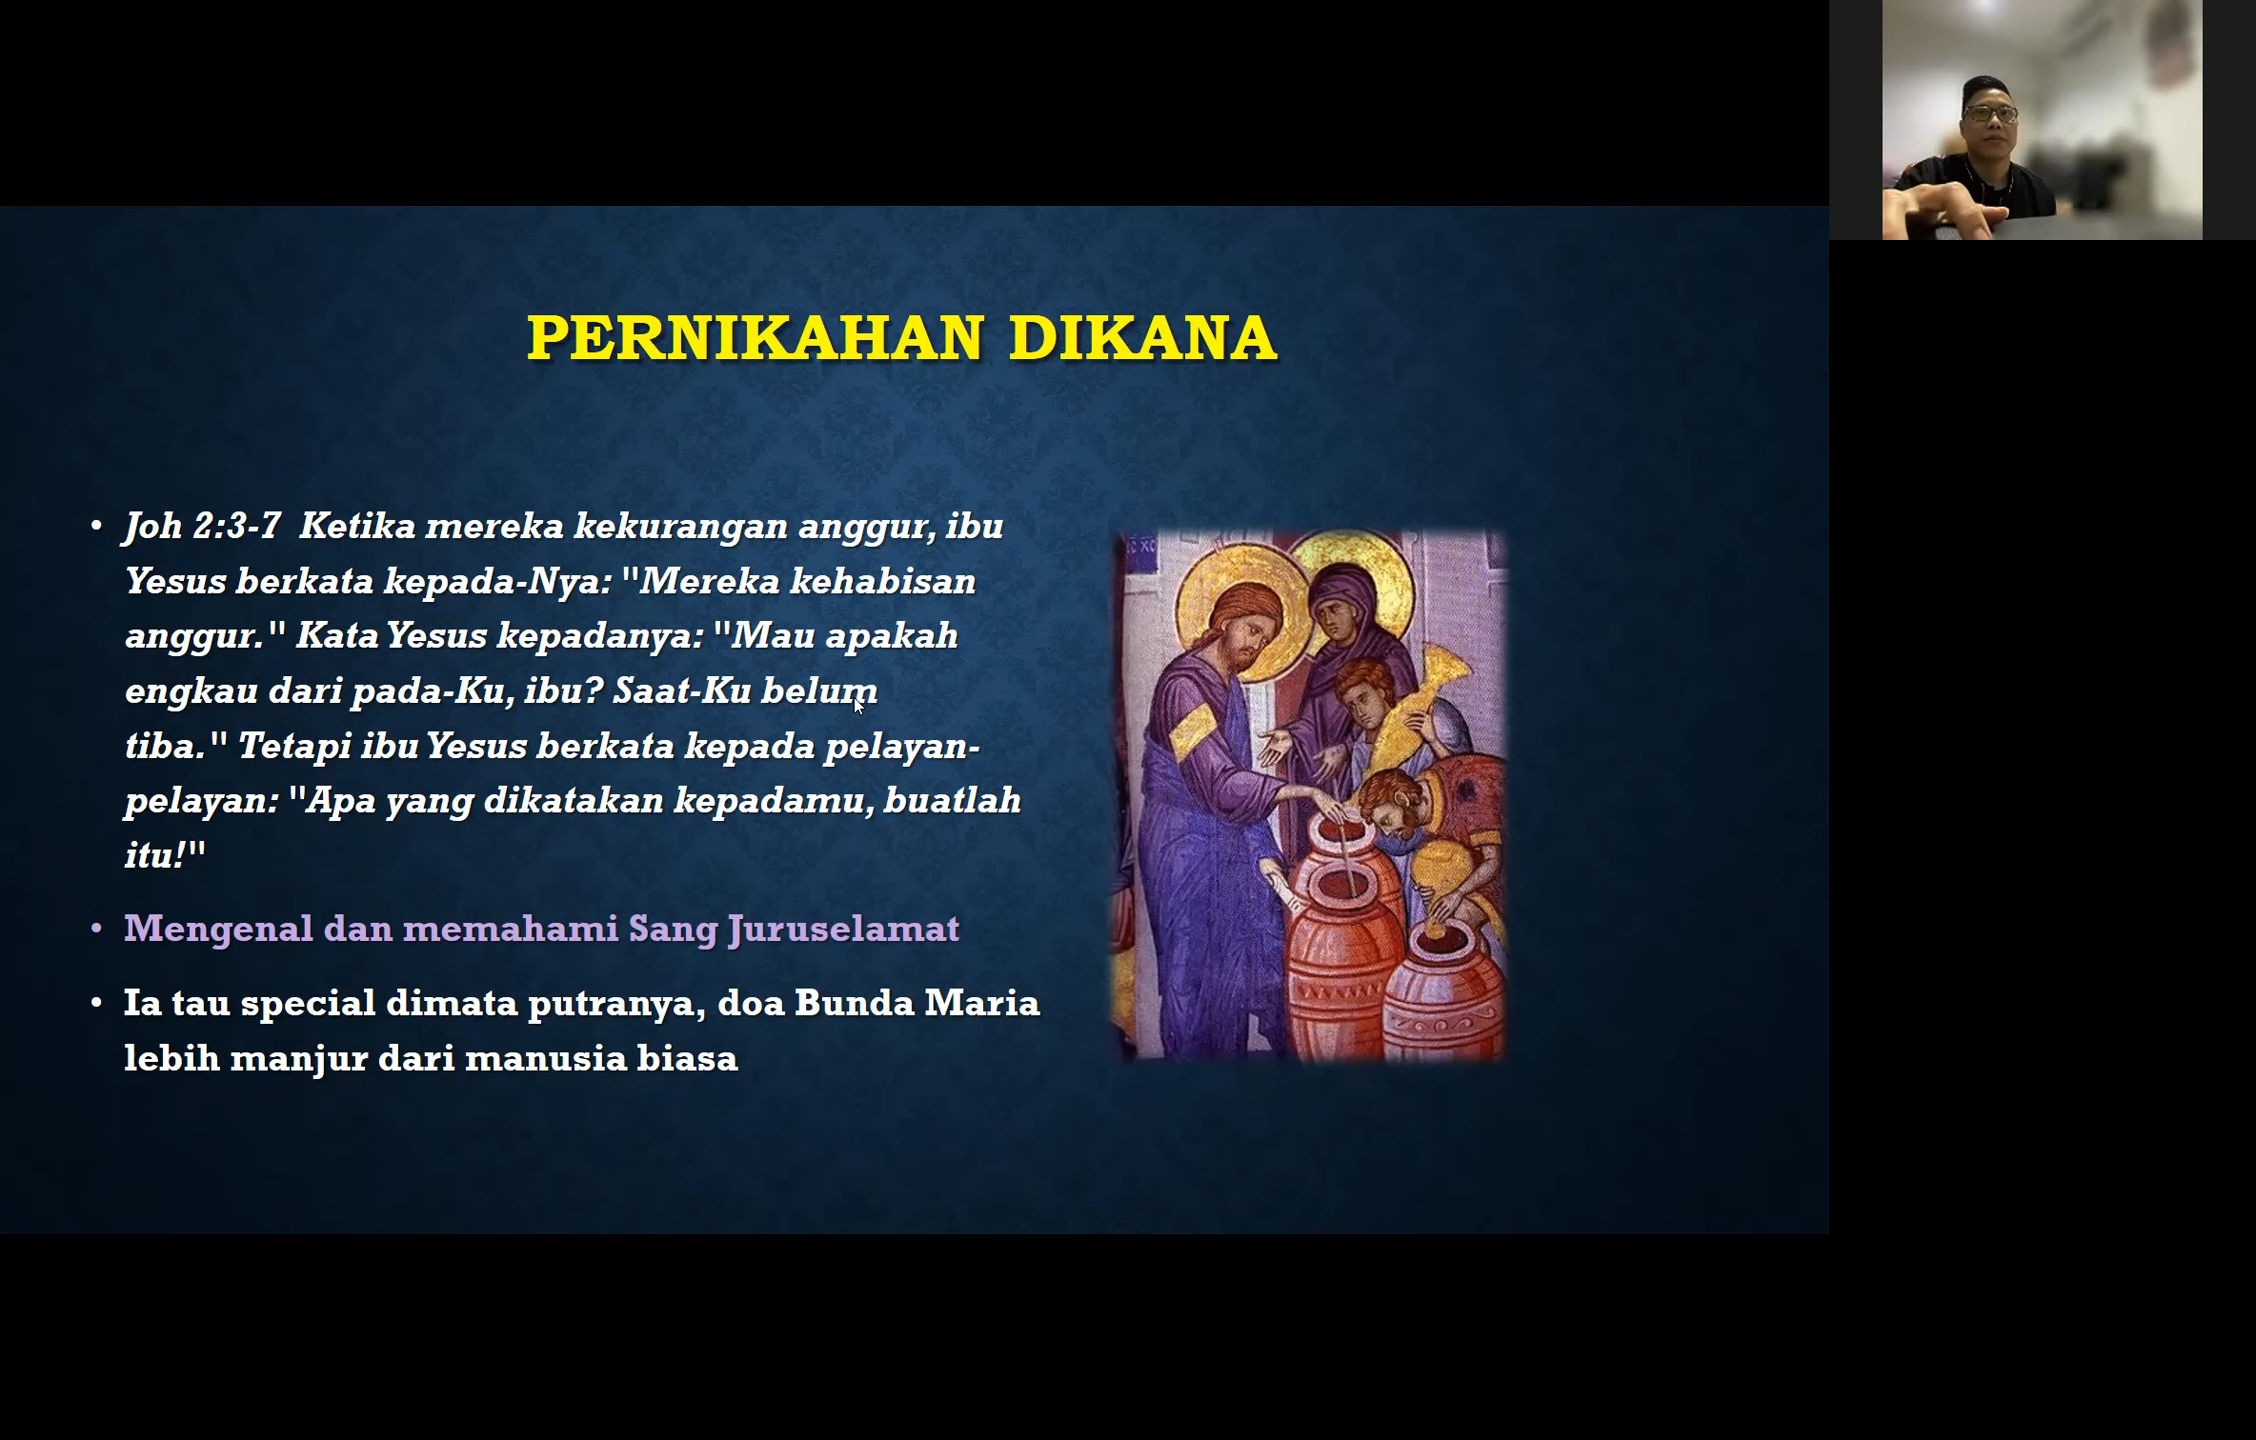 PERNIKAHAN DIKANA
• Joh 2:3-7 Ketika mereka kekurangan anggur, ibu
Yesus berkata kepada-Nya: "Mereka kehabisan
anggur." Kata Yesus kepadanya: "Mau apakah
engkau dari pada-Ku, ibu? Saat-Ku belum
tiba." Tetapi ibu Yesus berkata kepada pelayan-
pelayan: "Apa yang dikatakan kepadamu, buatlah
itu!"
• Mengenal dan memahami Sang Juruselamat
• Ia tau special dimata putranya, doa Bunda Maria
lebih manjur dari manusia biasa
IC XC